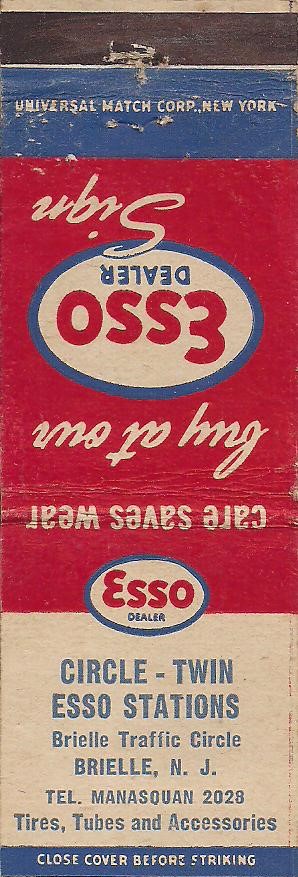 UNIVERSAL MATCH CORP., NEW YORK
care saves wear
buy at our
Esso
DEALER
Sign
Esso
DEALER
CIRCLE - TWIN
ESSO STATIONS
Brielle Traffic Circle
BRIELLE, N. J.
TEL. MANASQUAN 2028
Tires, Tubes and Accessories
CLOSE COVER BEFORE STRIKING